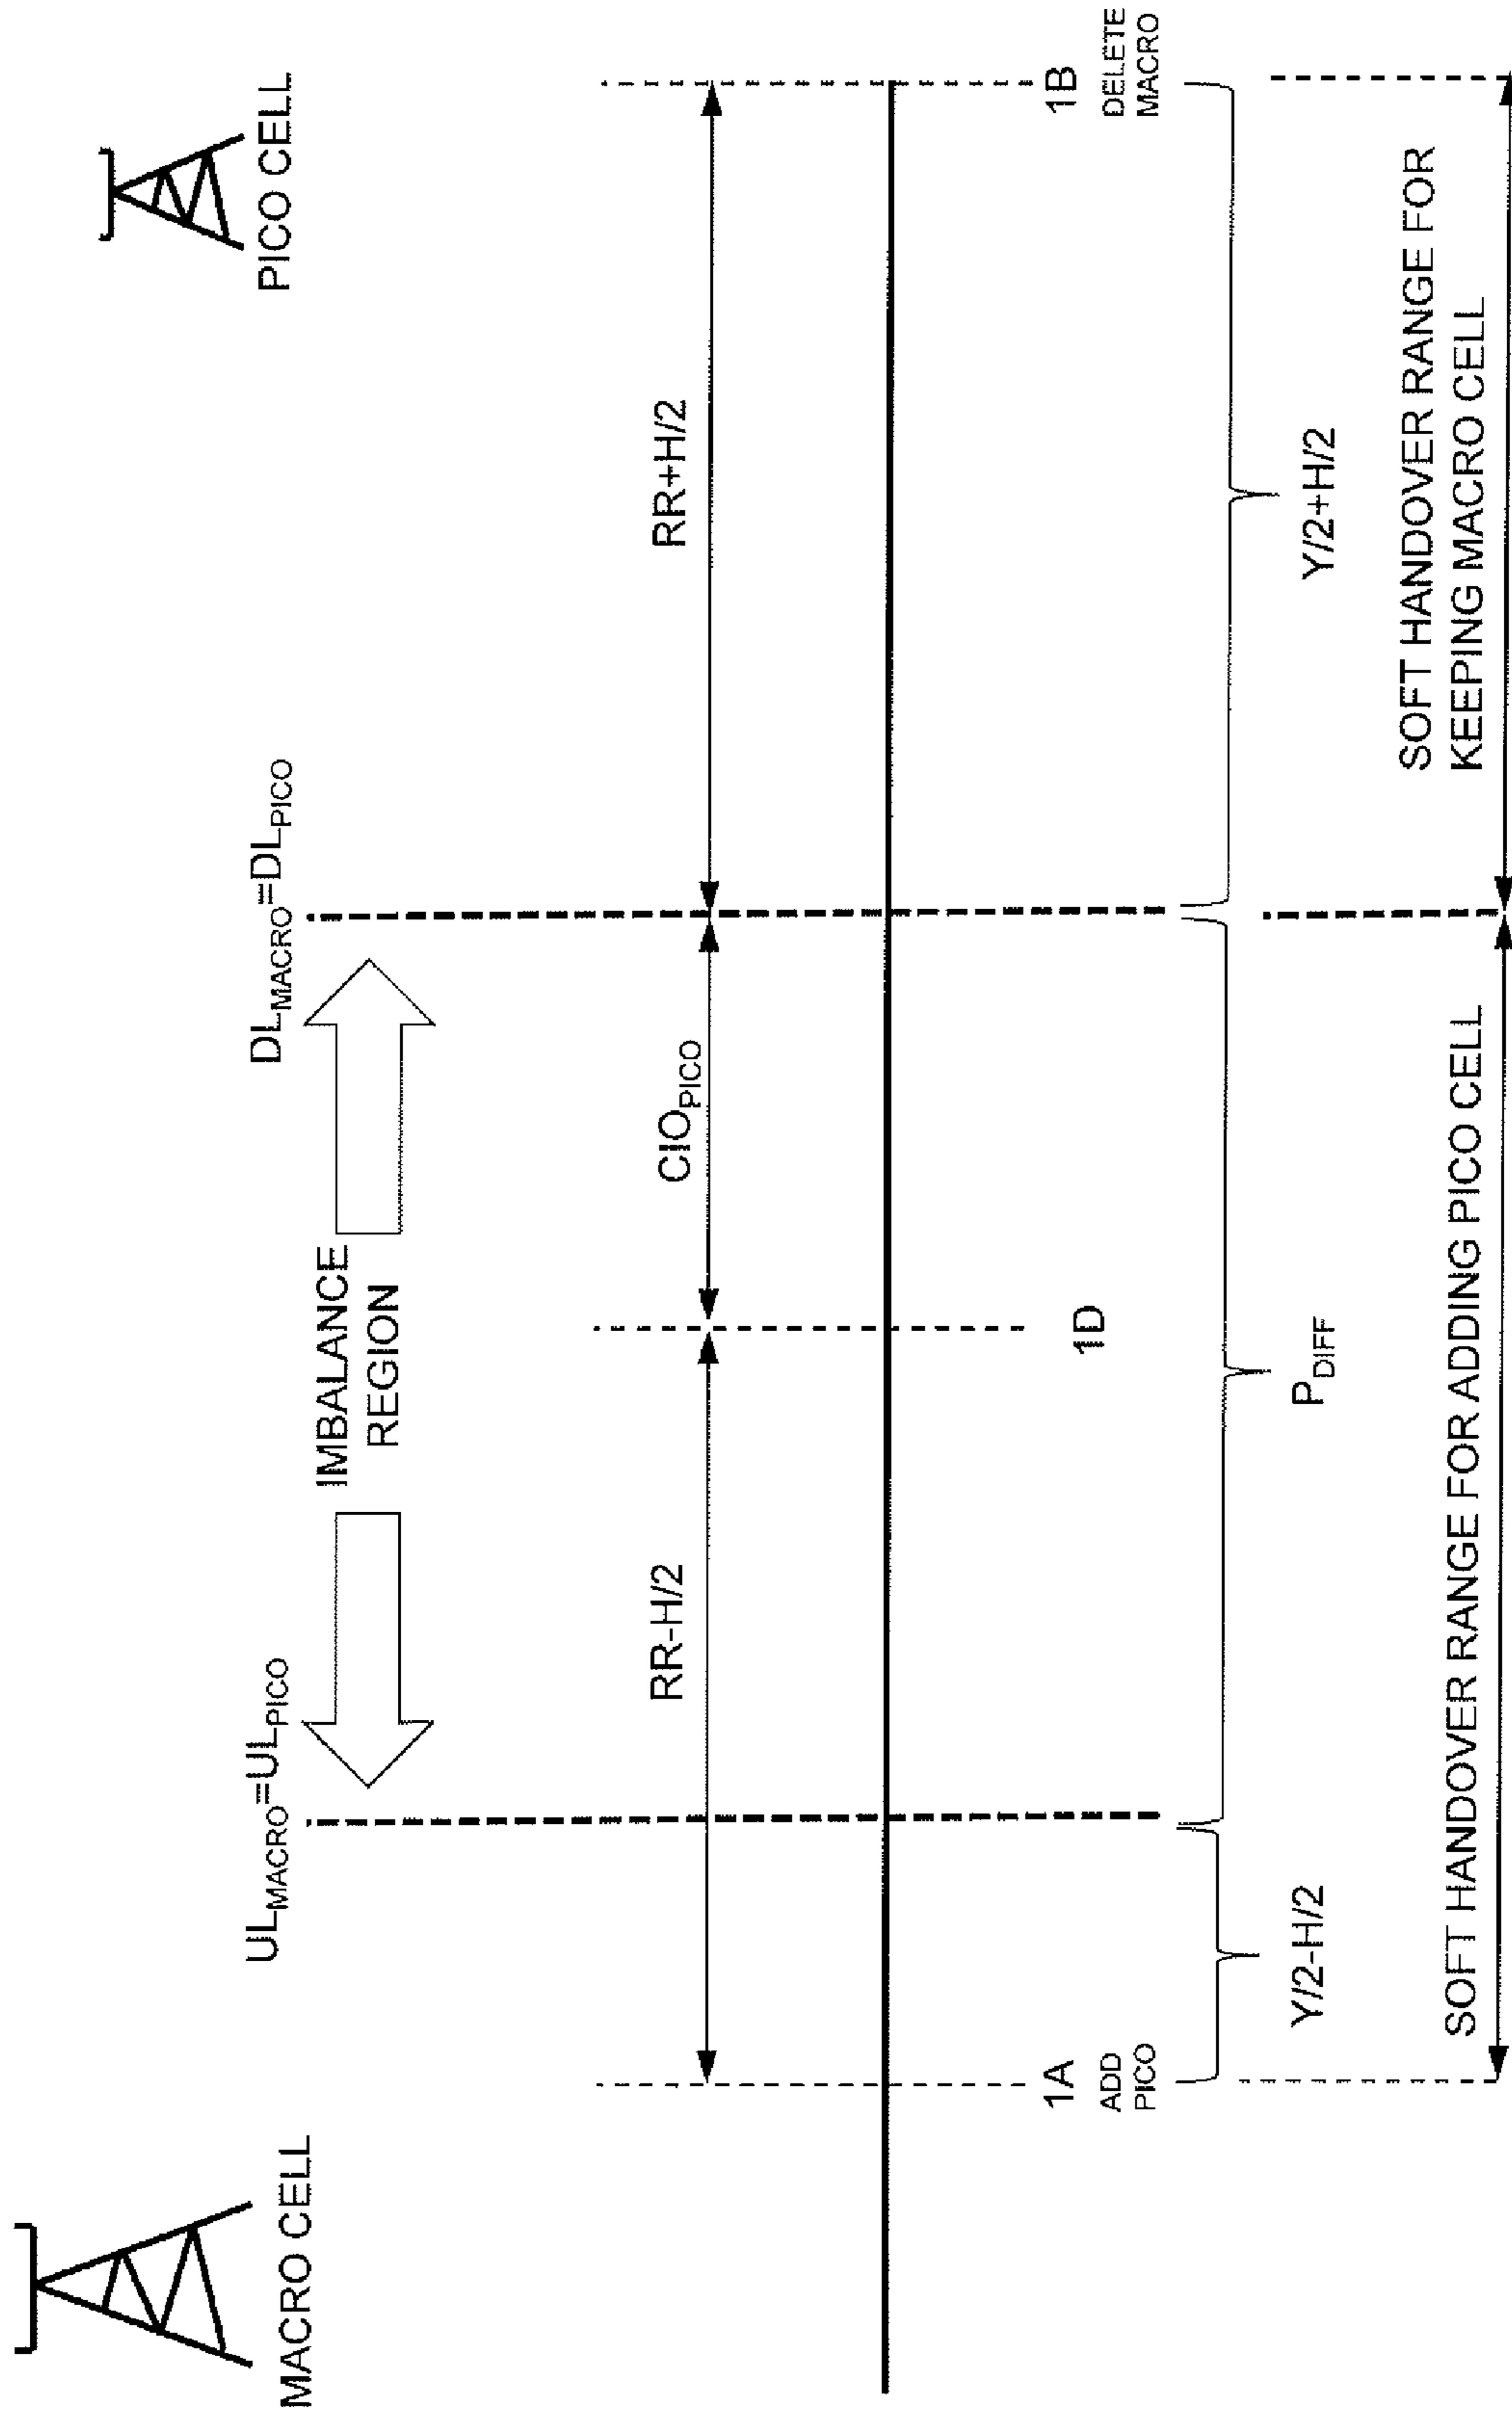 MACRO CELL
PICO CELL
UL_MACRO=UL_PICO
DL_MACRO=DL_PICO
IMBALANCE
REGION
RR-H/2
CIO_PICO
RR+H/2
1A
ADD
PICO
1D
1B
DELETE
MACRO
Y/2-H/2
P_DIFF
Y/2+H/2
SOFT HANDOVER RANGE FOR ADDING PICO CELL
SOFT HANDOVER RANGE FOR
KEEPING MACRO CELL